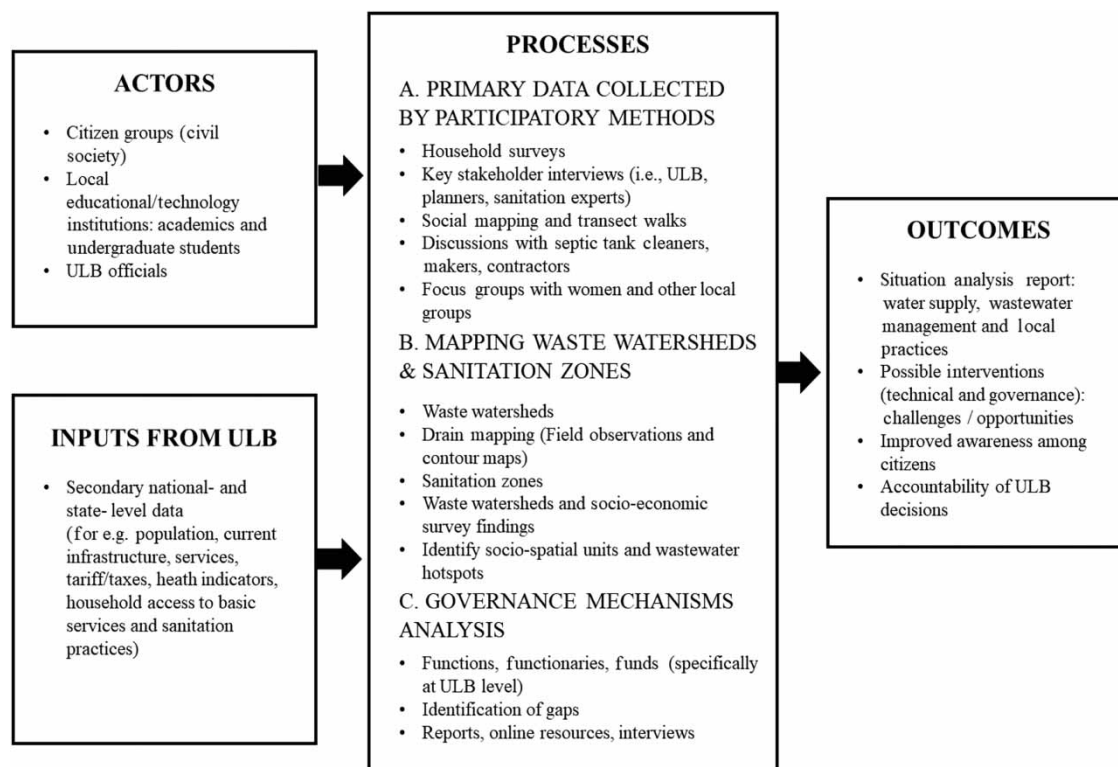 ACTORS
• Citizen groups (civil
society)
• Local
educational/technology
institutions: academics and
undergraduate students
• ULB officials
INPUTS FROM ULB
• Secondary national- and
state- level data
(for e.g. population, current
infrastructure, services,
tariff/taxes, heath indicators,
household access to basic
services and sanitation
practices)
PROCESSES
A. PRIMARY DATA COLLECTED
BY PARTICIPATORY METHODS
• Household surveys
• Key stakeholder interviews (i.e., ULB,
planners, sanitation experts)
• Social mapping and transect walks
• Discussions with septic tank cleaners,
makers, contractors
• Focus groups with women and other local
groups
B. MAPPING WASTE WATERSHEDS
& SANITATION ZONES
• Waste watersheds
• Drain mapping (Field observations and
contour maps)
• Sanitation zones
• Waste watersheds and socio-economic
survey findings
• Identify socio-spatial units and wastewater
hotspots
C. GOVERNANCE MECHANISMS
ANALYSIS
• Functions, functionaries, funds (specifically
at ULB level)
• Identification of gaps
• Reports, online resources, interviews
OUTCOMES
• Situation analysis report:
water supply, wastewater
management and local
practices
• Possible interventions
(technical and governance):
challenges / opportunities
• Improved awareness among
citizens
• Accountability of ULB
decisions